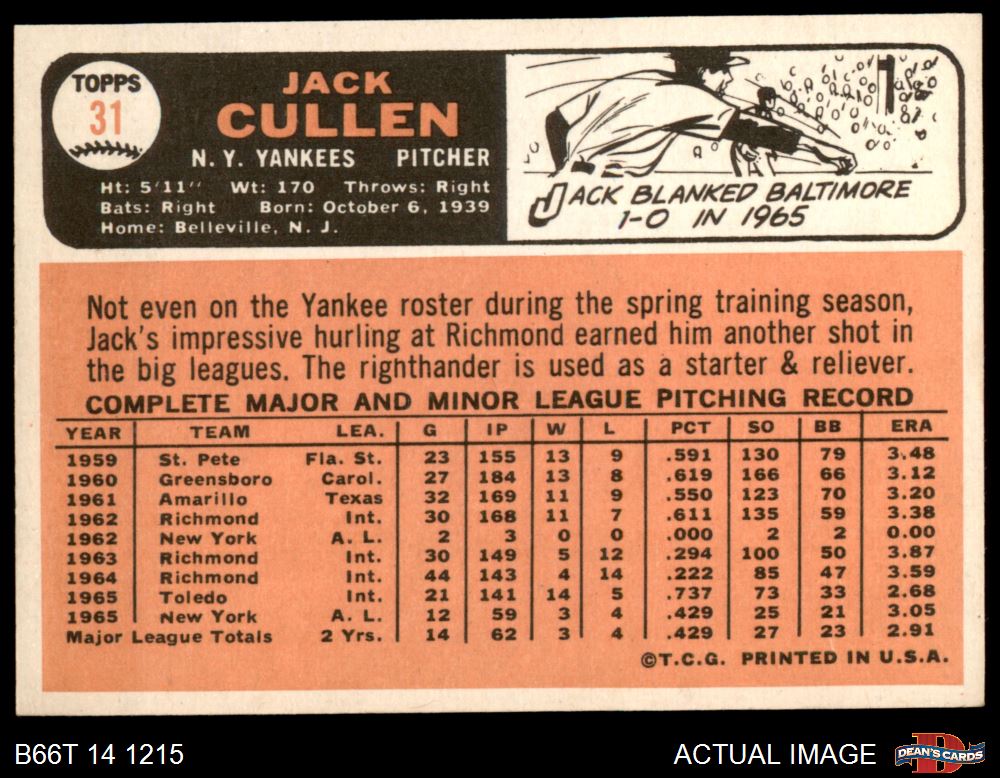 TOPPS
31
JACK
CULLEN
N. Y. YANKEES PITCHER
Ht: 5'11" Wt: 170 Throws: Right
Bats: Right Born: October 6, 1939
Home: Belleville, N. J.
JACK BLANKED BALTIMORE
1-0 IN 1965
Not even on the Yankee roster during the spring training season,
Jack's impressive hurling at Richmond earned him another shot in
the big leagues. The righthander is used as a starter & reliever.
COMPLETE MAJOR AND MINOR LEAGUE PITCHING RECORD
YEAR TEAM LEA. G IP W L PCT SO BB ERA
1959 St. Pete Fla. St. 23 155 13 9 .591 130 79 3.48
1960 Greensboro Carol. 27 184 13 8 .619 166 66 3.12
1961 Amarillo Texas 32 169 11 9 .550 123 70 3.20
1962 Richmond Int. 30 168 11 7 .611 135 59 3.38
1962 New York A. L. 2 3 0 0 .000 2 2 0.00
1963 Richmond Int. 30 149 5 12 .294 100 50 3.87
1964 Richmond Int. 44 143 4 14 .222 85 47 3.59
1965 Toledo Int. 21 141 14 5 .737 73 33 2.68
1965 New York A. L. 12 59 3 4 .429 25 21 3.05
Major League Totals 2 Yrs. 14 62 3 4 .429 27 23 2.91
©T.C.G. PRINTED IN U.S.A.
B66T 14 1215 ACTUAL IMAGE DEAN'S CARDS